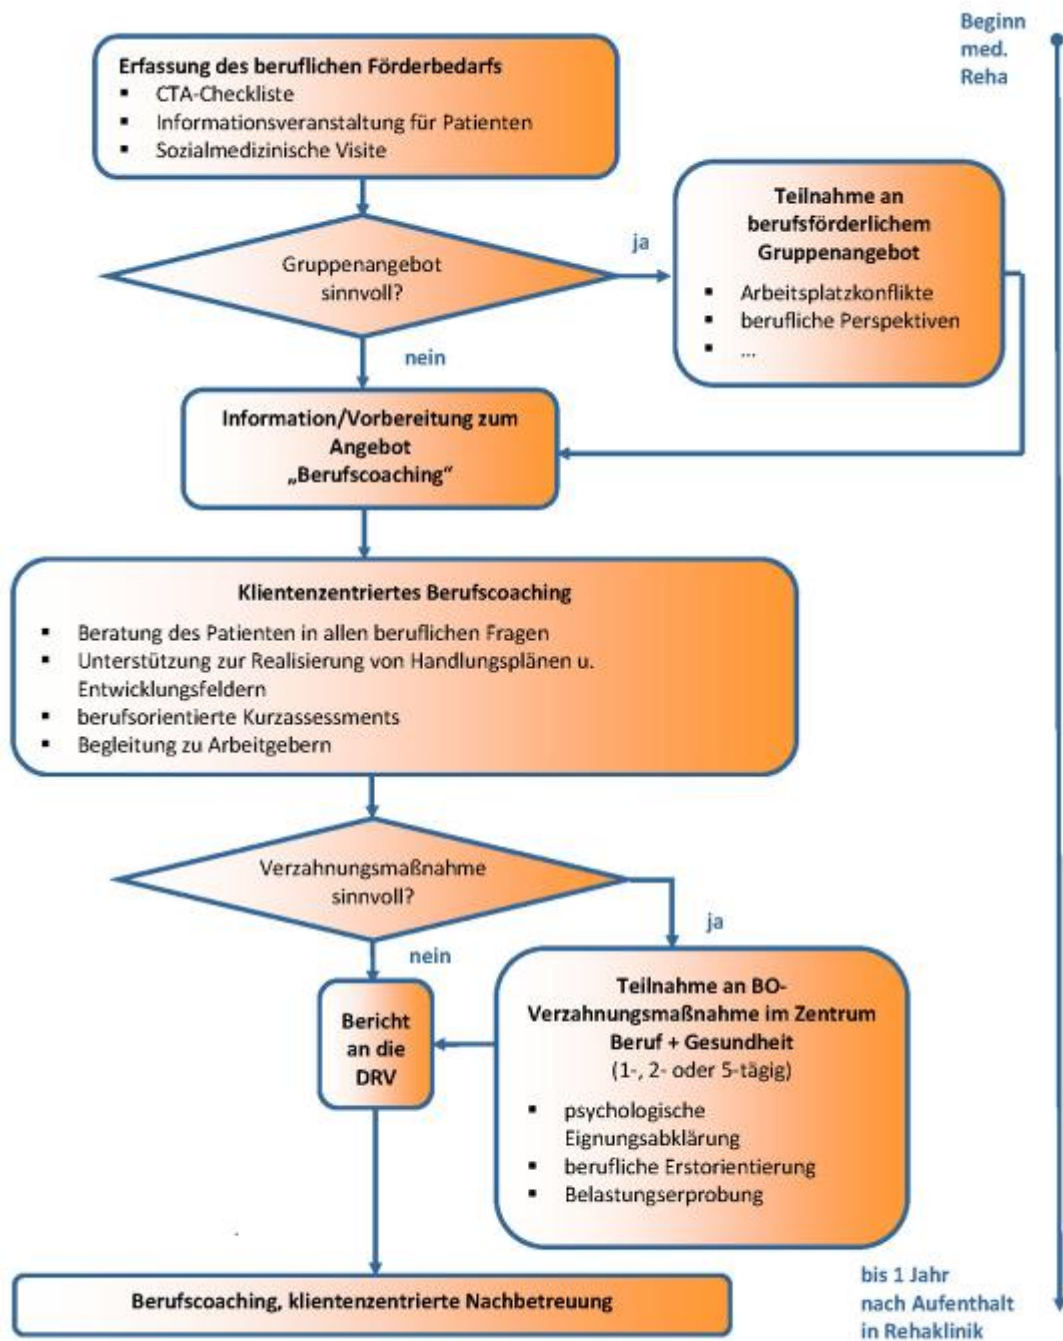 Beginn
med.
Reha
Erfassung des beruflichen Förderbedarfs
▪ CTA-Checkliste
▪ Informationsveranstaltung für Patienten
▪ Sozialmedizinische Visite
Gruppenangebot
sinnvoll?
ja
Teilnahme an
berufsförderlichem
Gruppenangebot
▪ Arbeitsplatzkonflikte
▪ berufliche Perspektiven
▪ ...
nein
Information/Vorbereitung zum
Angebot
„Berufscoaching“
Klientenzentriertes Berufscoaching
▪ Beratung des Patienten in allen beruflichen Fragen
▪ Unterstützung zur Realisierung von Handlungsplänen u.
Entwicklungsfeldern
▪ berufsorientierte Kurzassessments
▪ Begleitung zu Arbeitgebern
Verzahnungsmaßnahme
sinnvoll?
ja
nein
Bericht
an die
DRV
Teilnahme an BO-
Verzahnungsmaßnahme im Zentrum
Beruf + Gesundheit
(1-, 2- oder 5-tägig)
▪ psychologische
Eignungsabklärung
▪ berufliche Erstorientierung
▪ Belastungserprobung
Berufscoaching, klientenzentrierte Nachbetreuung
bis 1 Jahr
nach Aufenthalt
in Rehaklinik